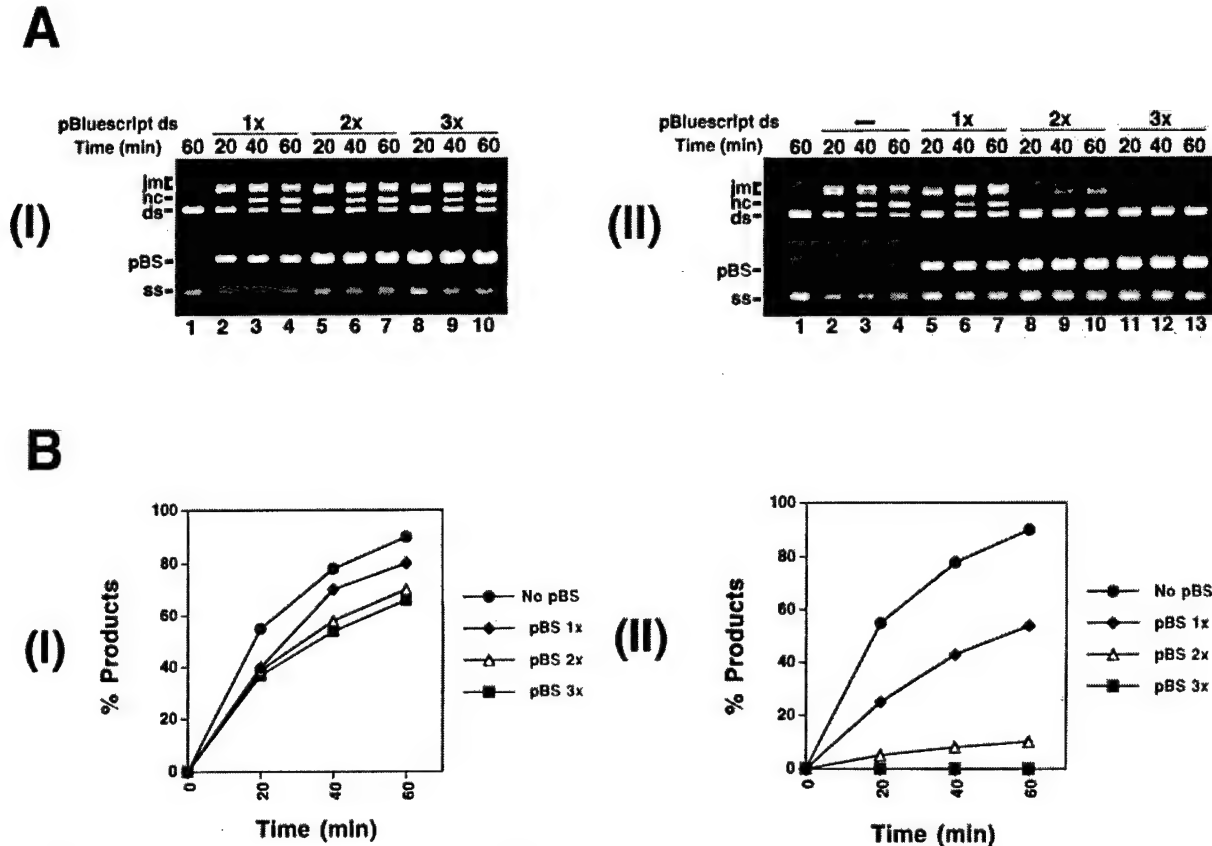 A
pBluescript ds 1x 2x 3x
Time (min) 60 20 40 60 20 40 60 20 40 60
jm
nc
ds
(I)
pBS
ss
1 2 3 4 5 6 7 8 9 10
pBluescript ds — 1x 2x 3x
Time (min) 60 20 40 60 20 40 60 20 40 60 20 40 60
jm
nc
ds
(II)
pBS
ss
1 2 3 4 5 6 7 8 9 10 11 12 13
B
(I)
% Products
100
80
60
40
20
0
0 20 40 60
Time (min)
No pBS
pBS 1x
pBS 2x
pBS 3x
(II)
% Products
100
80
60
40
20
0
0 20 40 60
Time (min)
No pBS
pBS 1x
pBS 2x
pBS 3x